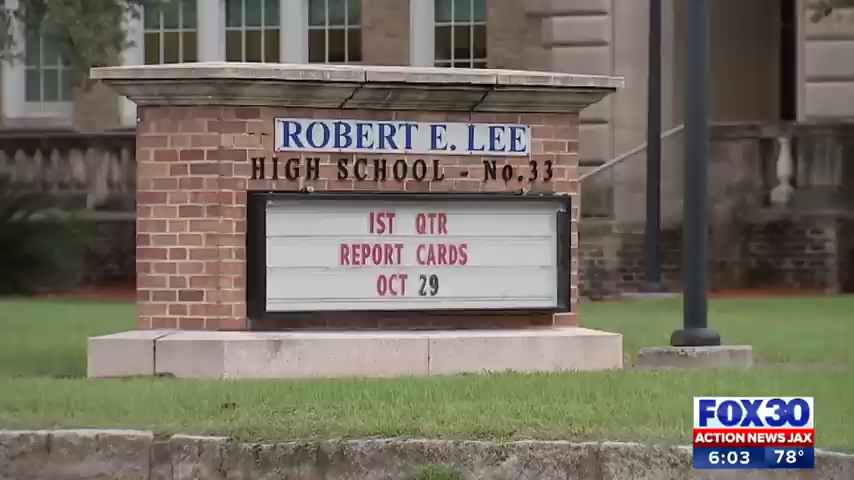 ROBERT E. LEE
HIGH SCHOOL - No.33
1ST QTR
REPORT CARDS
OCT 29
FOX30
ACTION NEWS JAX
6:03 78°